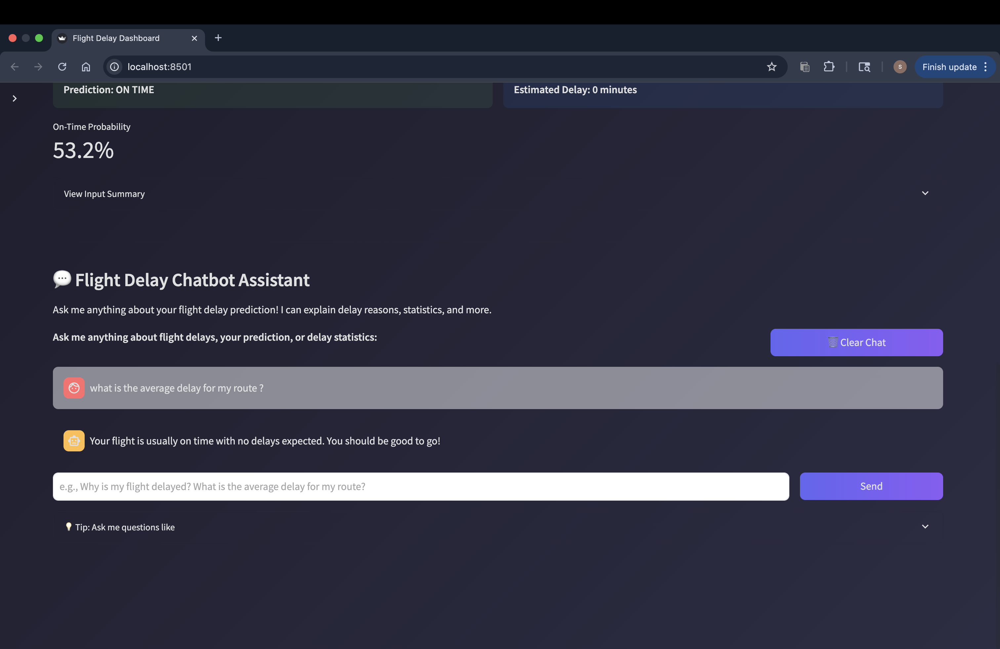 Flight Delay Dashboard
localhost:8501
S
Finish update
Prediction: ON TIME
Estimated Delay: 0 minutes
On-Time Probability
53.2%
View Input Summary
💬 Flight Delay Chatbot Assistant
Ask me anything about your flight delay prediction! I can explain delay reasons, statistics, and more.
Ask me anything about flight delays, your prediction, or delay statistics:
🗑️ Clear Chat
what is the average delay for my route ?
Your flight is usually on time with no delays expected. You should be good to go!
e.g., Why is my flight delayed? What is the average delay for my route?
Send
💡 Tip: Ask me questions like